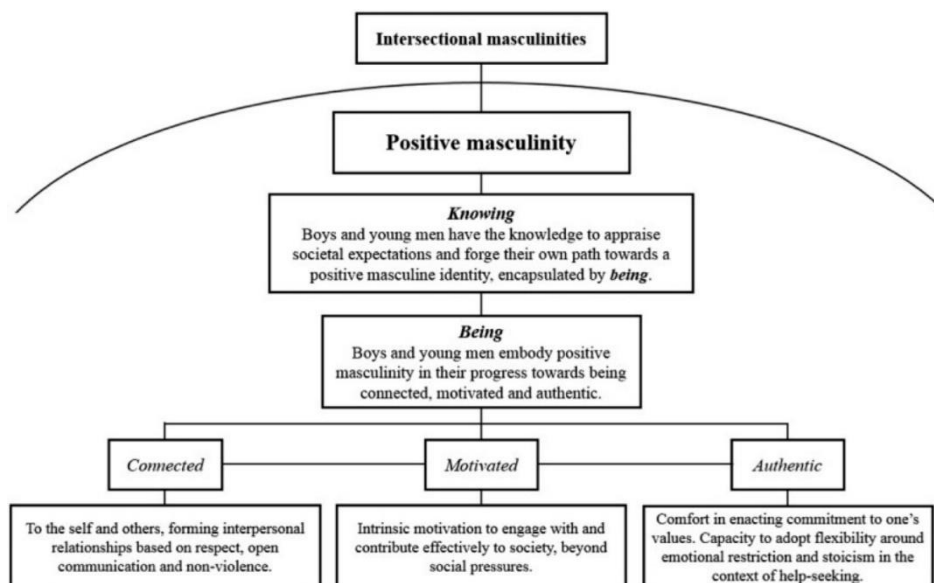 Intersectional masculinities
Positive masculinity
Knowing
Boys and young men have the knowledge to appraise
societal expectations and forge their own path towards a
positive masculine identity, encapsulated by being.
Being
Boys and young men embody positive
masculinity in their progress towards being
connected, motivated and authentic.
Connected
Motivated
Authentic
To the self and others, forming interpersonal
relationships based on respect, open
communication and non-violence.
Intrinsic motivation to engage with and
contribute effectively to society, beyond
social pressures.
Comfort in enacting commitment to one's
values. Capacity to adopt flexibility around
emotional restriction and stoicism in the
context of help-seeking.